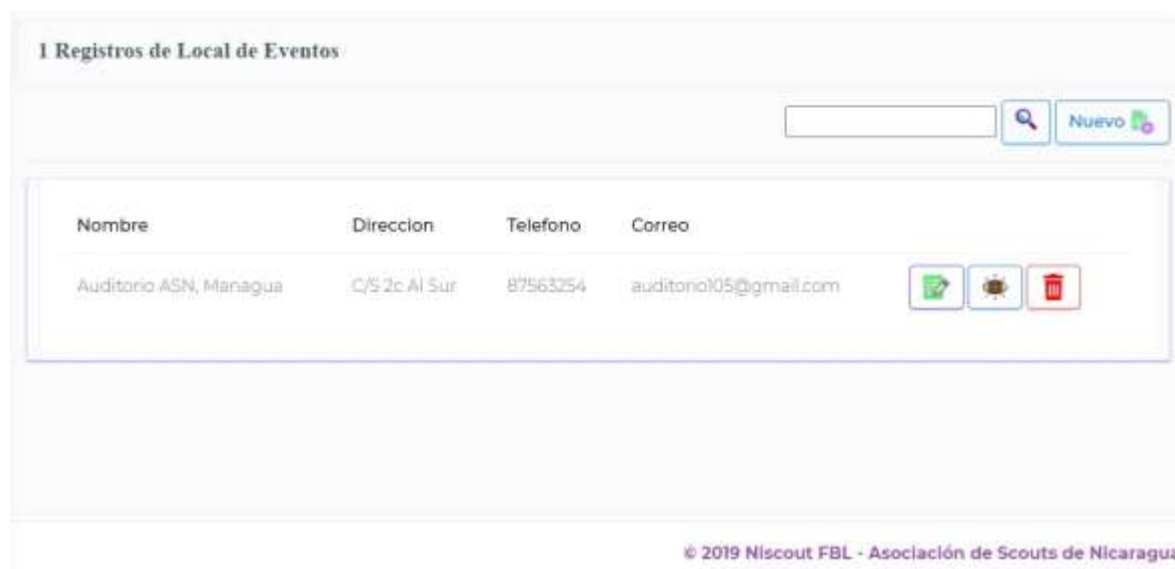 1 Registros de Local de Eventos
Nuevo
Nombre Direccion Telefono Correo
Auditorio ASN, Managua C/S 2c Al Sur 87563254 auditorio105@gmail.com
© 2019 Niscout FBL - Asociación de Scouts de Nicaragua